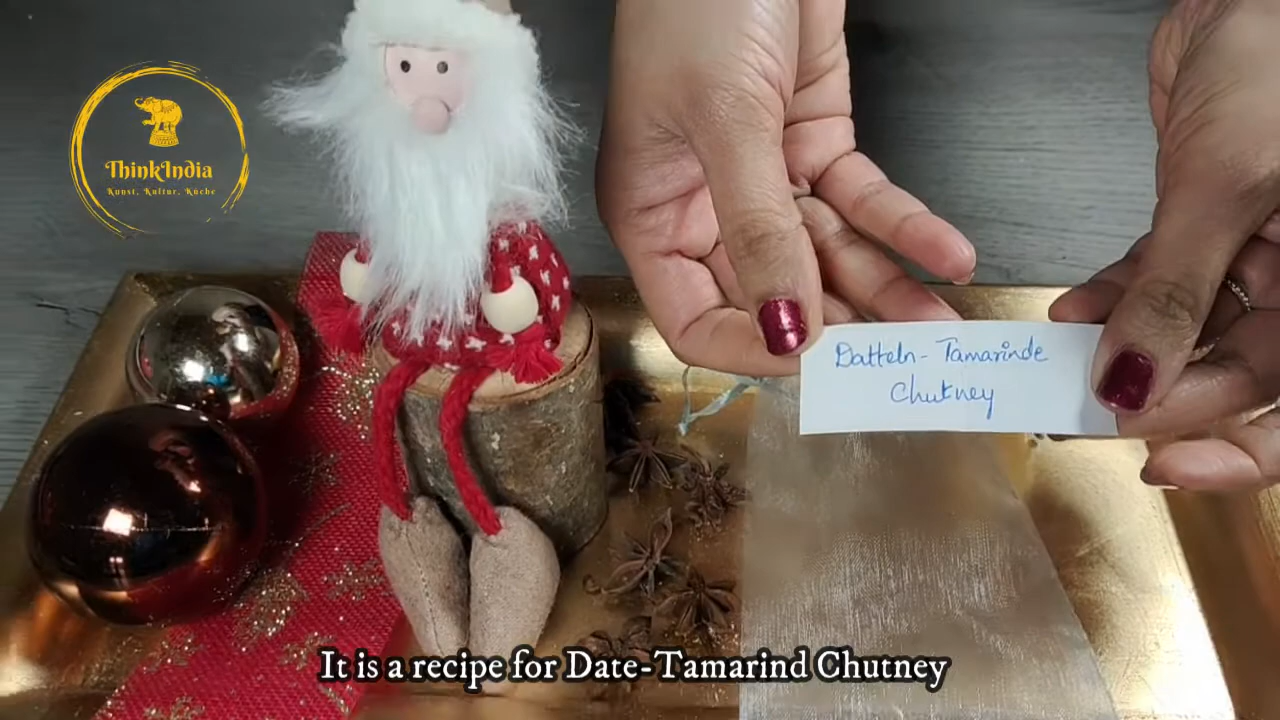 ThinkIndia
Kunst, Kultur, Küche
Datteln-Tamarinde
Chutney
It is a recipe for Date-Tamarind Chutney